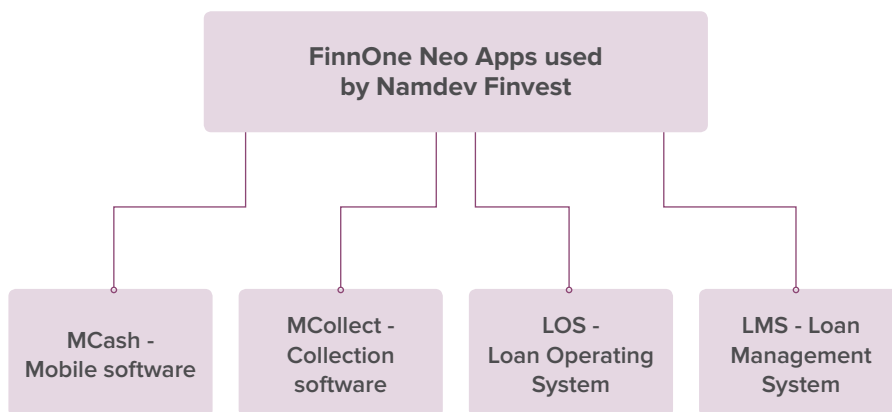 FinnOne Neo Apps used
by Namdev Finvest
MCash -
Mobile software
MCollect -
Collection
software
LOS -
Loan Operating
System
LMS - Loan
Management
System